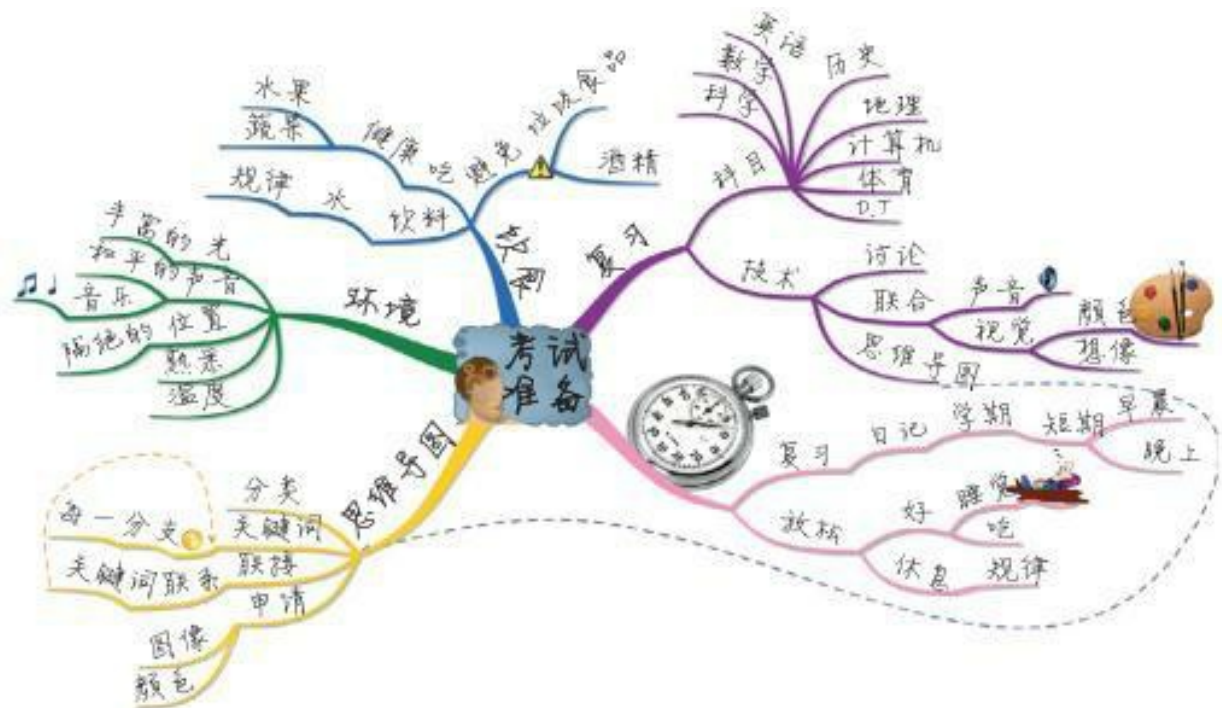 考试
准备
复习
科目
英语
数学
科学
历史
地理
计算机
体育
D.T
技术
讨论
联合
声音
视觉
颜色
想像
思维导图
复习
日记
学期
短期
早晨
晚上
放松
好
睡觉
吃
休息
规律
思维导图
分类
关键词
每一分支
联接
关键词联系
申请
图像
颜色
环境
丰富的光
和平的声音
音乐
隔绝的位置
熟悉
温度
健康吃
水果
蔬菜
饮料
水
规律
避免
垃圾食品
酒精